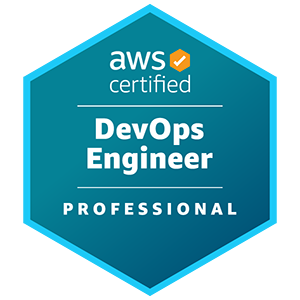 aws
certified
DevOps
Engineer
PROFESSIONAL